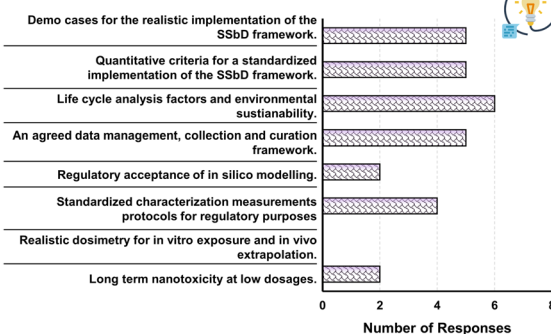 Demo cases for the realistic implementation of the
SSbD framework.
Quantitative criteria for a standardized
implementation of the SSbD framework.
Life cycle analysis factors and environmental
sustianability.
An agreed data management, collection and curation
framework.
Regulatory acceptance of in silico modelling.
Standardized characterization measurements
protocols for regulatory purposes
Realistic dosimetry for in vitro exposure and in vivo
extrapolation.
Long term nanotoxicity at low dosages.
0 2 4 6 8
Number of Responses